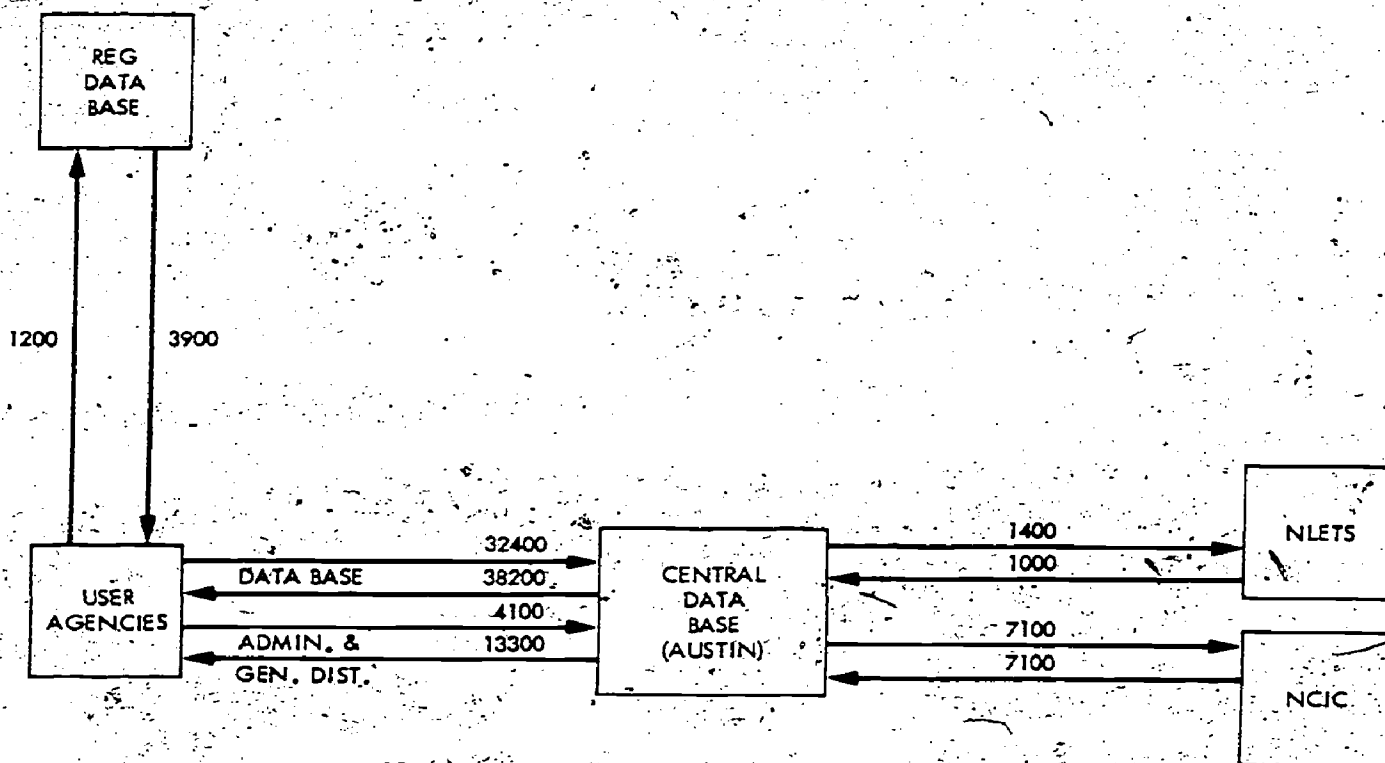 REG
DATA
BASE
1200
3900
USER
AGENCIES
32400
DATA BASE
38200
4100
ADMIN. &
13300
GEN. DIST.
CENTRAL
DATA
BASE
(AUSTIN)
1400
1000
7100
7100
NLETS
NCIC